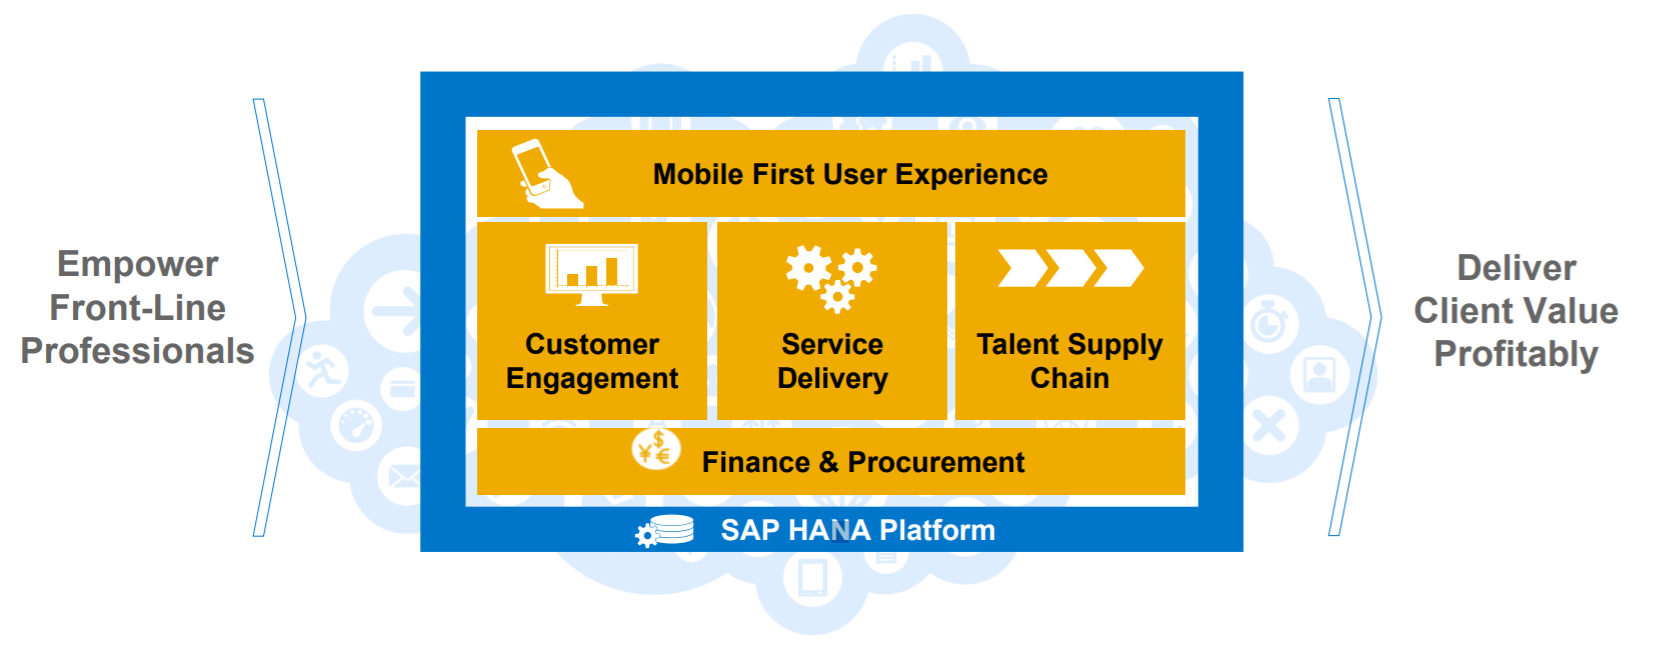 Empower
Front-Line
Professionals
Mobile First User Experience
Customer
Engagement
Service
Delivery
Talent Supply
Chain
¥ $ €
Finance & Procurement
SAP HANA Platform
Deliver
Client Value
Profitably